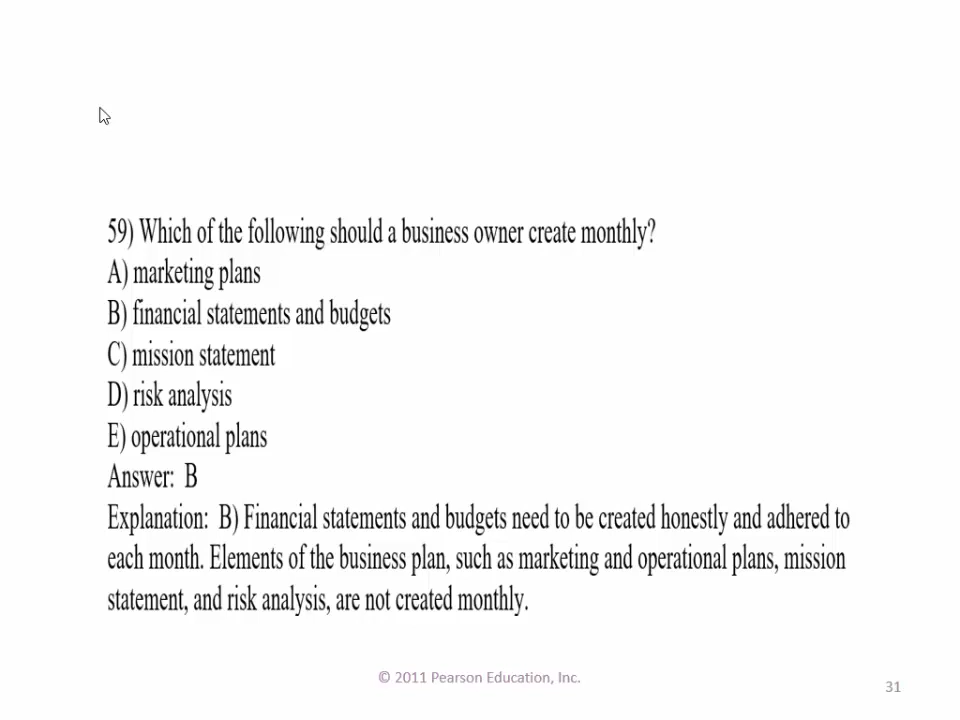 59) Which of the following should a business owner create monthly?
A) marketing plans
B) financial statements and budgets
C) mission statement
D) risk analysis
E) operational plans
Answer:  B
Explanation:  B) Financial statements and budgets need to be created honestly and adhered to
each month. Elements of the business plan, such as marketing and operational plans, mission
statement, and risk analysis, are not created monthly.
© 2011 Pearson Education, Inc.
31